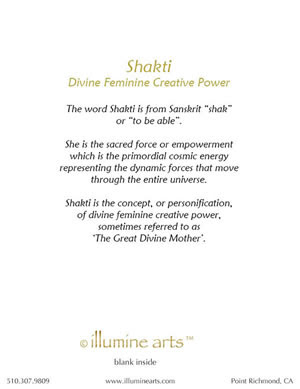 Shakti
Divine Feminine Creative Power
The word Shakti is from Sanskrit "shak"
or "to be able".
She is the sacred force or empowerment
which is the primordial cosmic energy
representing the dynamic forces that move
through the entire universe.
Shakti is the concept, or personification,
of divine feminine creative power,
sometimes referred to as
'The Great Divine Mother'.
© illumine arts™
blank inside
510.307.9809 www.illuminearts.com Point Richmond, CA